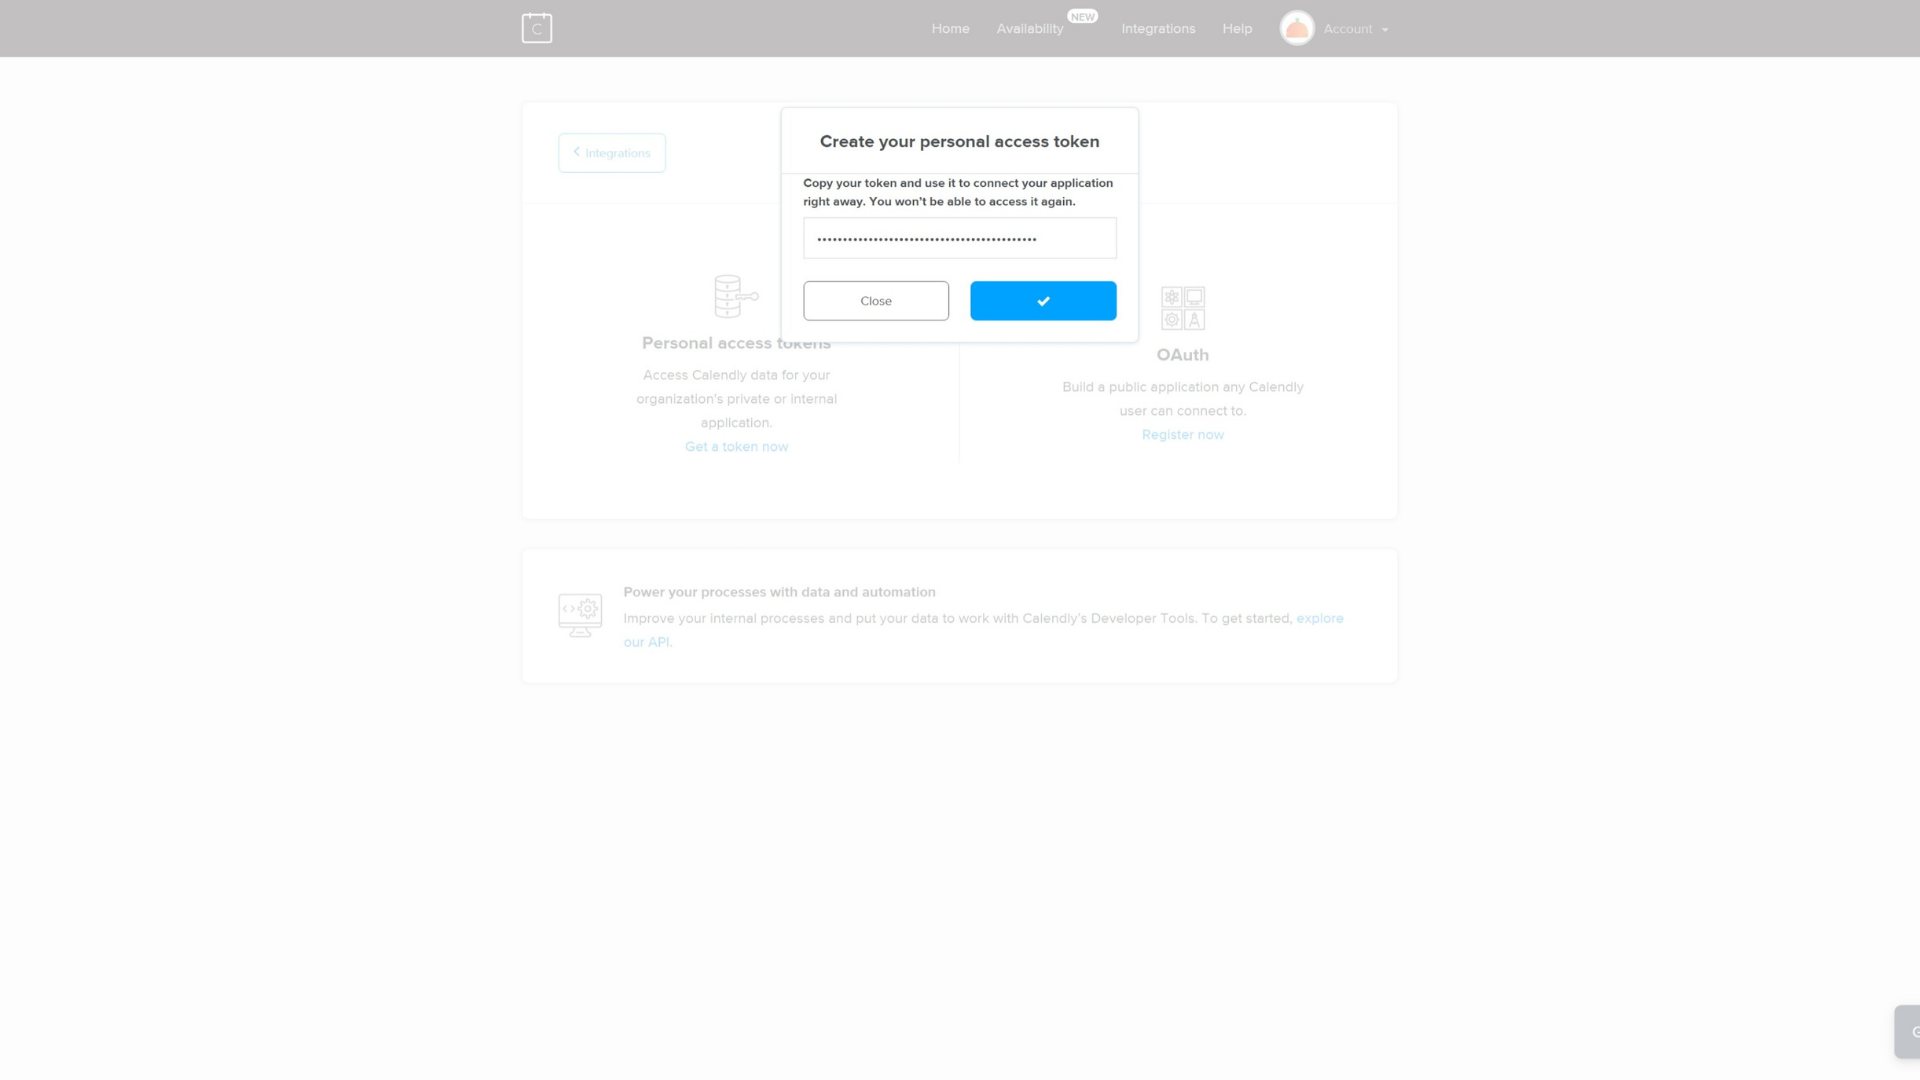 C
Home
Availability
NEW
Integrations
Help
Account
Integrations
Create your personal access token
Copy your token and use it to connect your application
right away. You won't be able to access it again.
•••••••••••••••••••••••••••••••••••••••••••
Close
Personal access tokens
Access Calendly data for your
organization's private or internal
application.
Get a token now
OAuth
Build a public application any Calendly
user can connect to.
Register now
Power your processes with data and automation
Improve your internal processes and put your data to work with Calendly's Developer Tools. To get started, explore
our API.